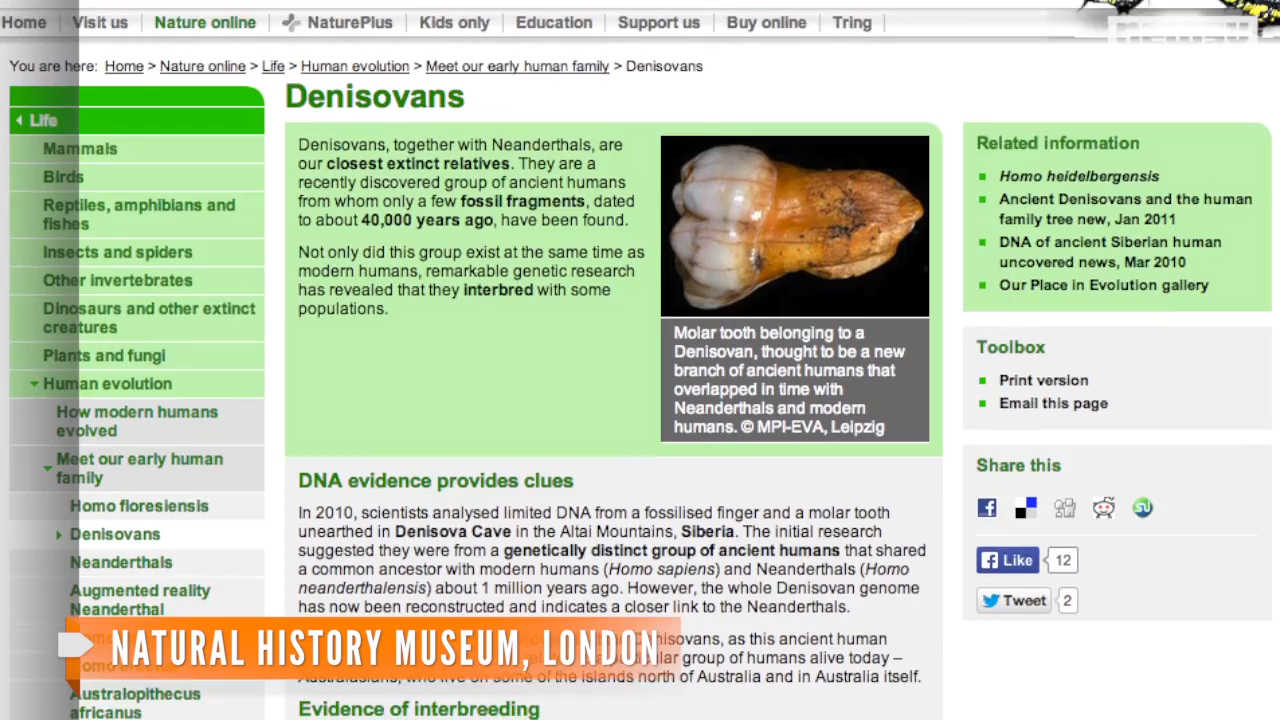 Home
Visit us
Nature online
NaturePlus
Kids only
Education
Support us
Buy online
Tring
You are here: Home > Nature online > Life > Human evolution > Meet our early human family > Denisovans
Life
Mammals
Birds
Reptiles, amphibians and
fishes
Insects and spiders
Other invertebrates
Dinosaurs and other extinct
creatures
Plants and fungi
Human evolution
How modern humans
evolved
Meet our early human
family
Homo floresiensis
Denisovans
Neanderthals
Augmented reality
Neanderthal
Australopithecus
africanus
Denisovans
Denisovans, together with Neanderthals, are
our closest extinct relatives. They are a
recently discovered group of ancient humans
from whom only a few fossil fragments, dated
to about 40,000 years ago, have been found.
Not only did this group exist at the same time as
modern humans, remarkable genetic research
has revealed that they interbred with some
populations.
Molar tooth belonging to a
Denisovan, thought to be a new
branch of ancient humans that
overlapped in time with
Neanderthals and modern
humans. © MPI-EVA, Leipzig
DNA evidence provides clues
In 2010, scientists analysed limited DNA from a fossilised finger and a molar tooth
unearthed in Denisova Cave in the Altai Mountains, Siberia. The initial research
suggested they were from a genetically distinct group of ancient humans that shared
a common ancestor with modern humans (Homo sapiens) and Neanderthals (Homo
neanderthalensis) about 1 million years ago. However, the whole Denisovan genome
has now been reconstructed and indicates a closer link to the Neanderthals.
Denisovans, as this ancient human
group of humans alive today –
Australasians, who live on some of the islands north of Australia and in Australia itself.
Evidence of interbreeding
Related information
Homo heidelbergensis
Ancient Denisovans and the human
family tree new, Jan 2011
DNA of ancient Siberian human
uncovered news, Mar 2010
Our Place in Evolution gallery
Toolbox
Print version
Email this page
Share this
Like 12
Tweet 2
NATURAL HISTORY MUSEUM, LONDON